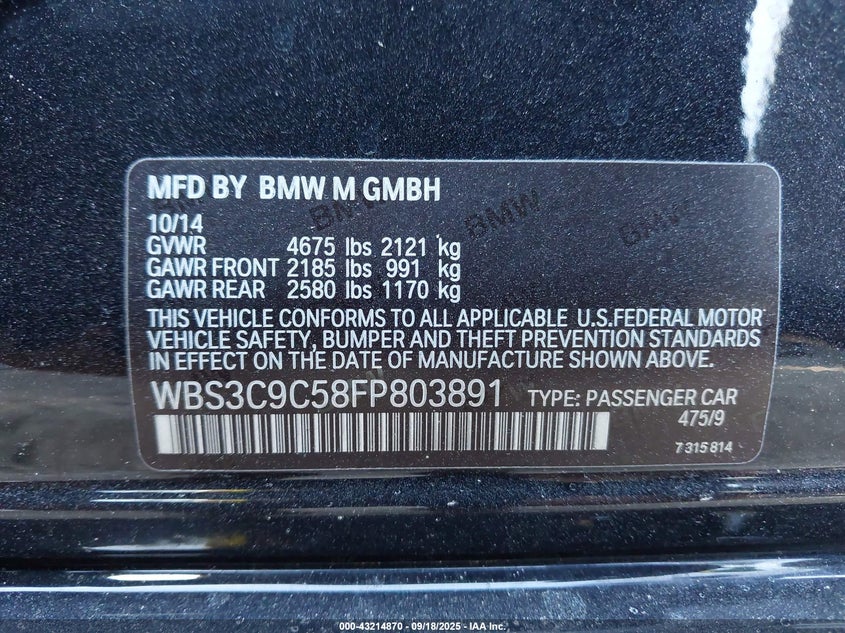 MFD BY BMW M GMBH
10/14
GVWR 4675 lbs 2121 kg
GAWR FRONT 2185 lbs 991 kg
GAWR REAR 2580 lbs 1170 kg
THIS VEHICLE CONFORMS TO ALL APPLICABLE U.S.FEDERAL MOTOR
VEHICLE SAFETY, BUMPER AND THEFT PREVENTION STANDARDS
IN EFFECT ON THE DATE OF MANUFACTURE SHOWN ABOVE.
WBS3C9C58FP803891 TYPE: PASSENGER CAR
475/9
7 315 814
BMW
BMW
000-43214870 - 09/18/2025 - IAA Inc.